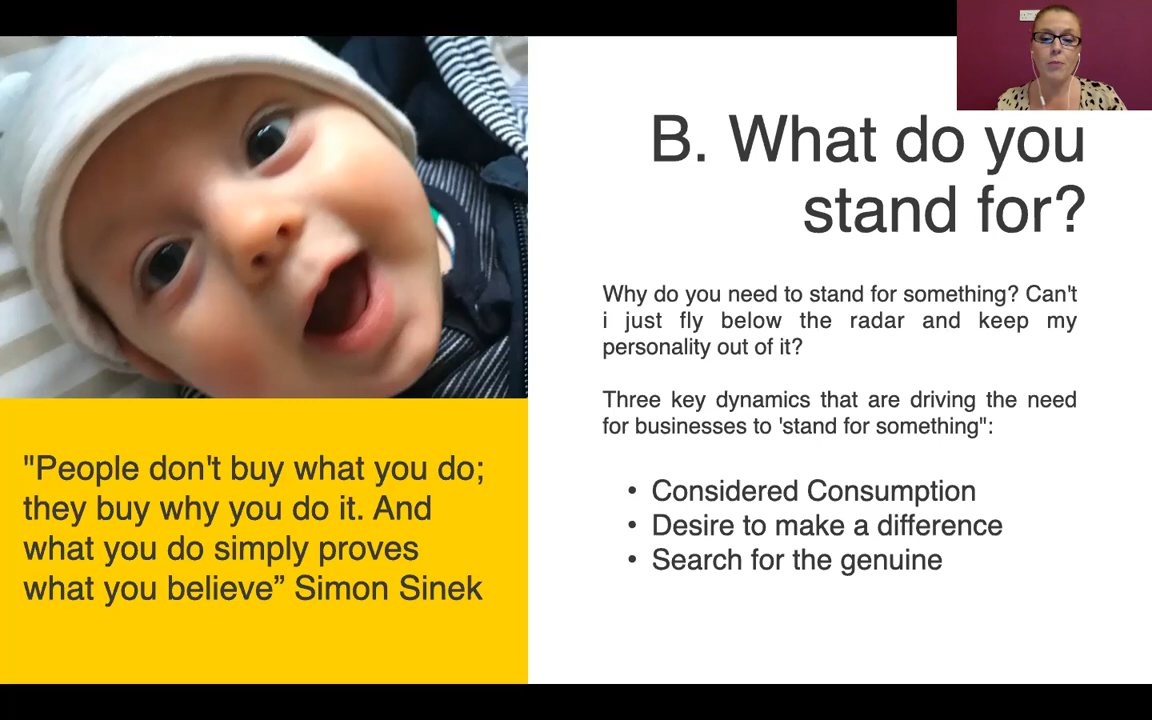 B. What do you
stand for?
Why do you need to stand for something? Can't
i just fly below the radar and keep my
personality out of it?
Three key dynamics that are driving the need
for businesses to 'stand for something":
• Considered Consumption
• Desire to make a difference
• Search for the genuine
"People don't buy what you do;
they buy why you do it. And
what you do simply proves
what you believe” Simon Sinek